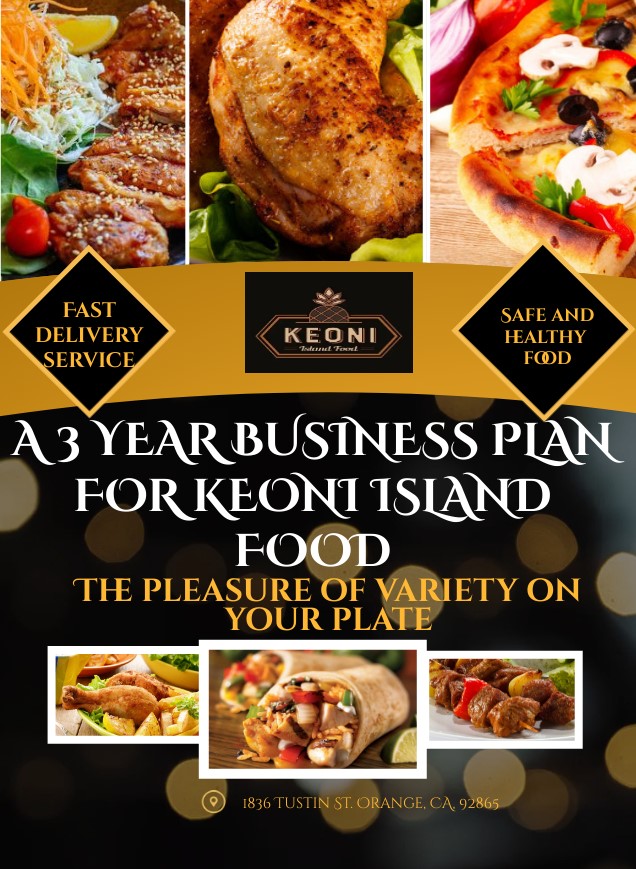 FAST
DELIVERY
SERVICE
KEONI
Island Food
SAFE AND
HEALTHY
FOOD
A 3 YEAR BUSINESS PLAN
FOR KEONI ISLAND
FOOD
THE PLEASURE OF VARIETY ON
YOUR PLATE
1836 TUSTIN ST. ORANGE, CA, 92865